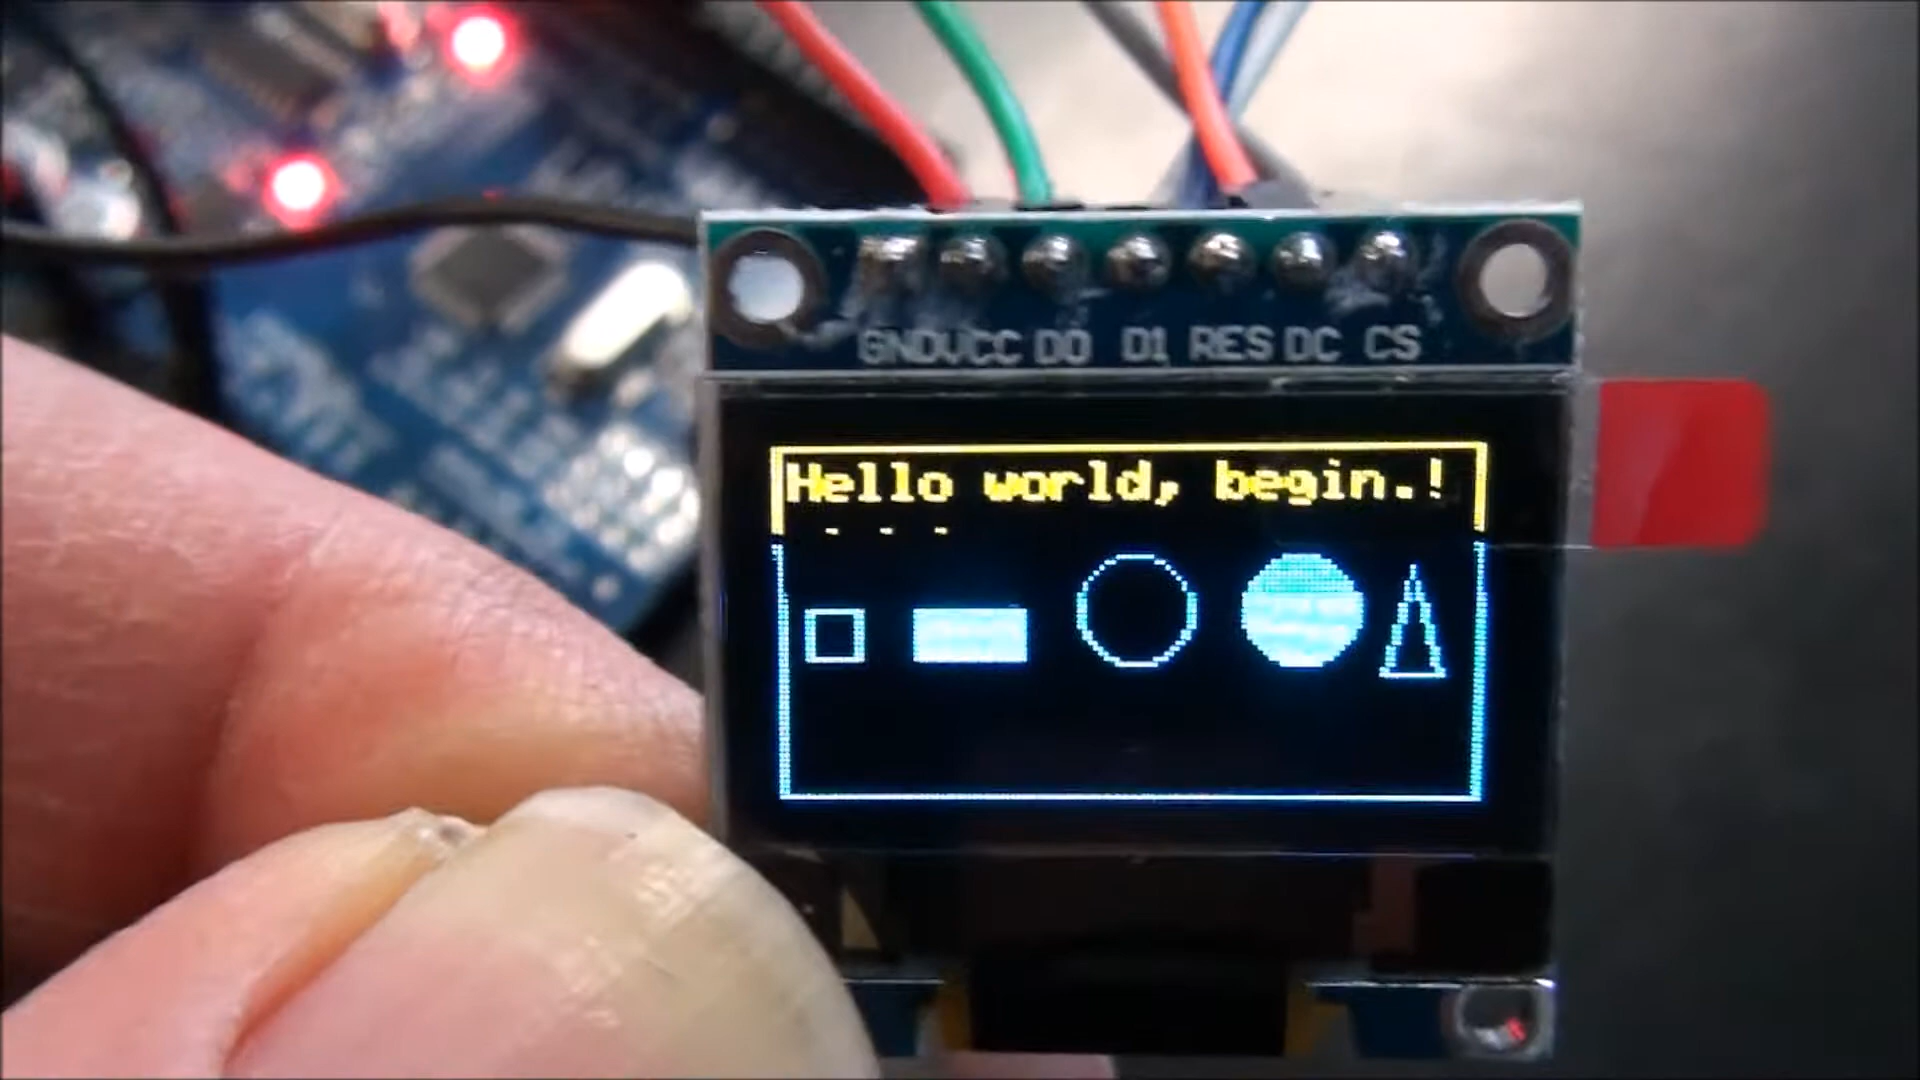 GND VCC D0 D1 RES DC CS
Hello world, begin.!
. . .